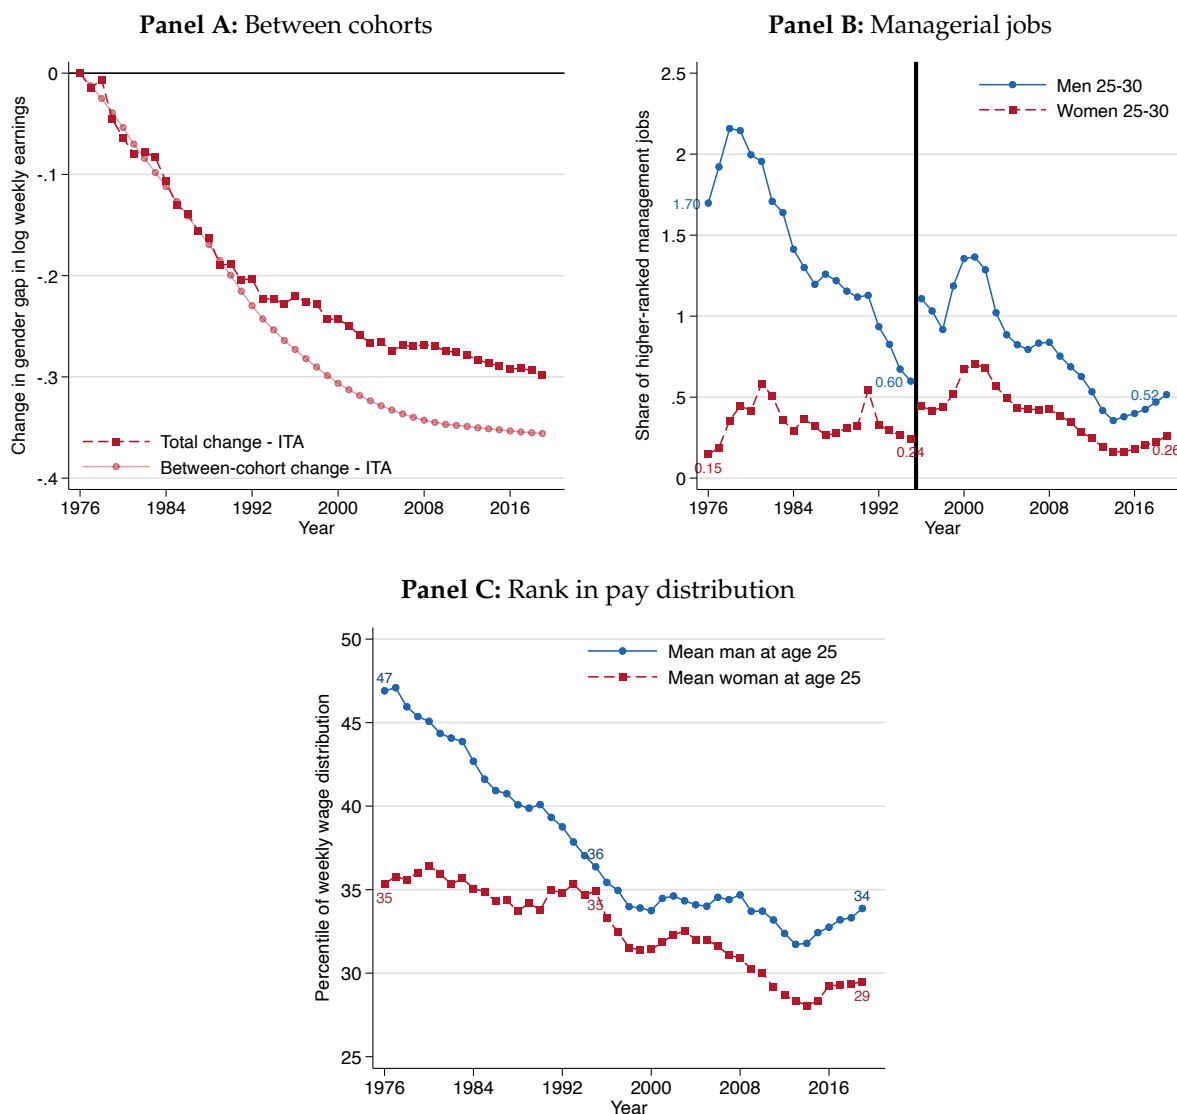 Panel A: Between cohorts
Change in gender gap in log weekly earnings
0
-.1
-.2
-.3
-.4
Total change - ITA
Between-cohort change - ITA
1976 1984 1992 2000 2008 2016
Year
Panel B: Managerial jobs
Share of higher-ranked management jobs
2.5
2
1.5
1
.5
0
Men 25-30
Women 25-30
1.70
0.60
0.52
0.15
0.24
0.26
1976 1984 1992 2000 2008 2016
Year
Panel C: Rank in pay distribution
Percentile of weekly wage distribution
50
45
40
35
30
25
Mean man at age 25
Mean woman at age 25
47
36
34
35
35
29
1976 1984 1992 2000 2008 2016
Year